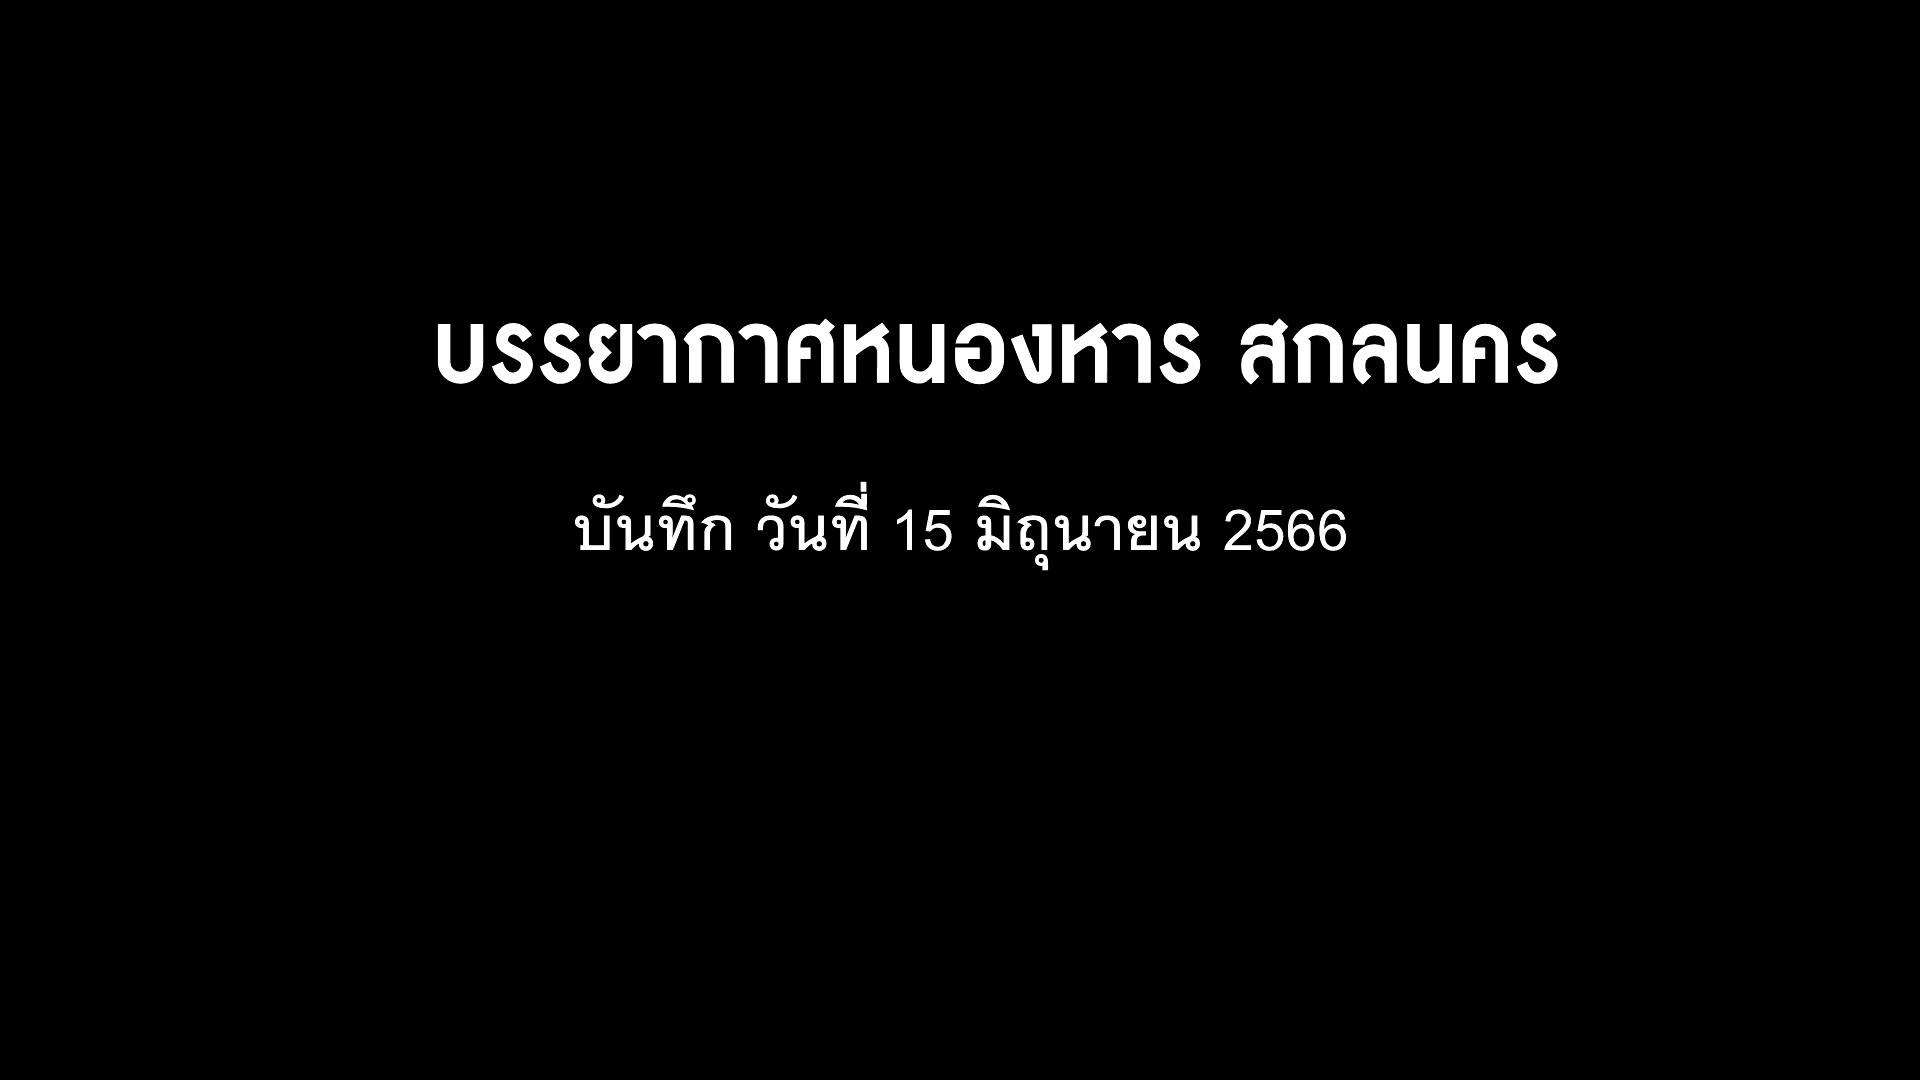 บรรยากาศหนองหาร สกลนคร
บันทึก วันที่ 15 มิถุนายน 2566